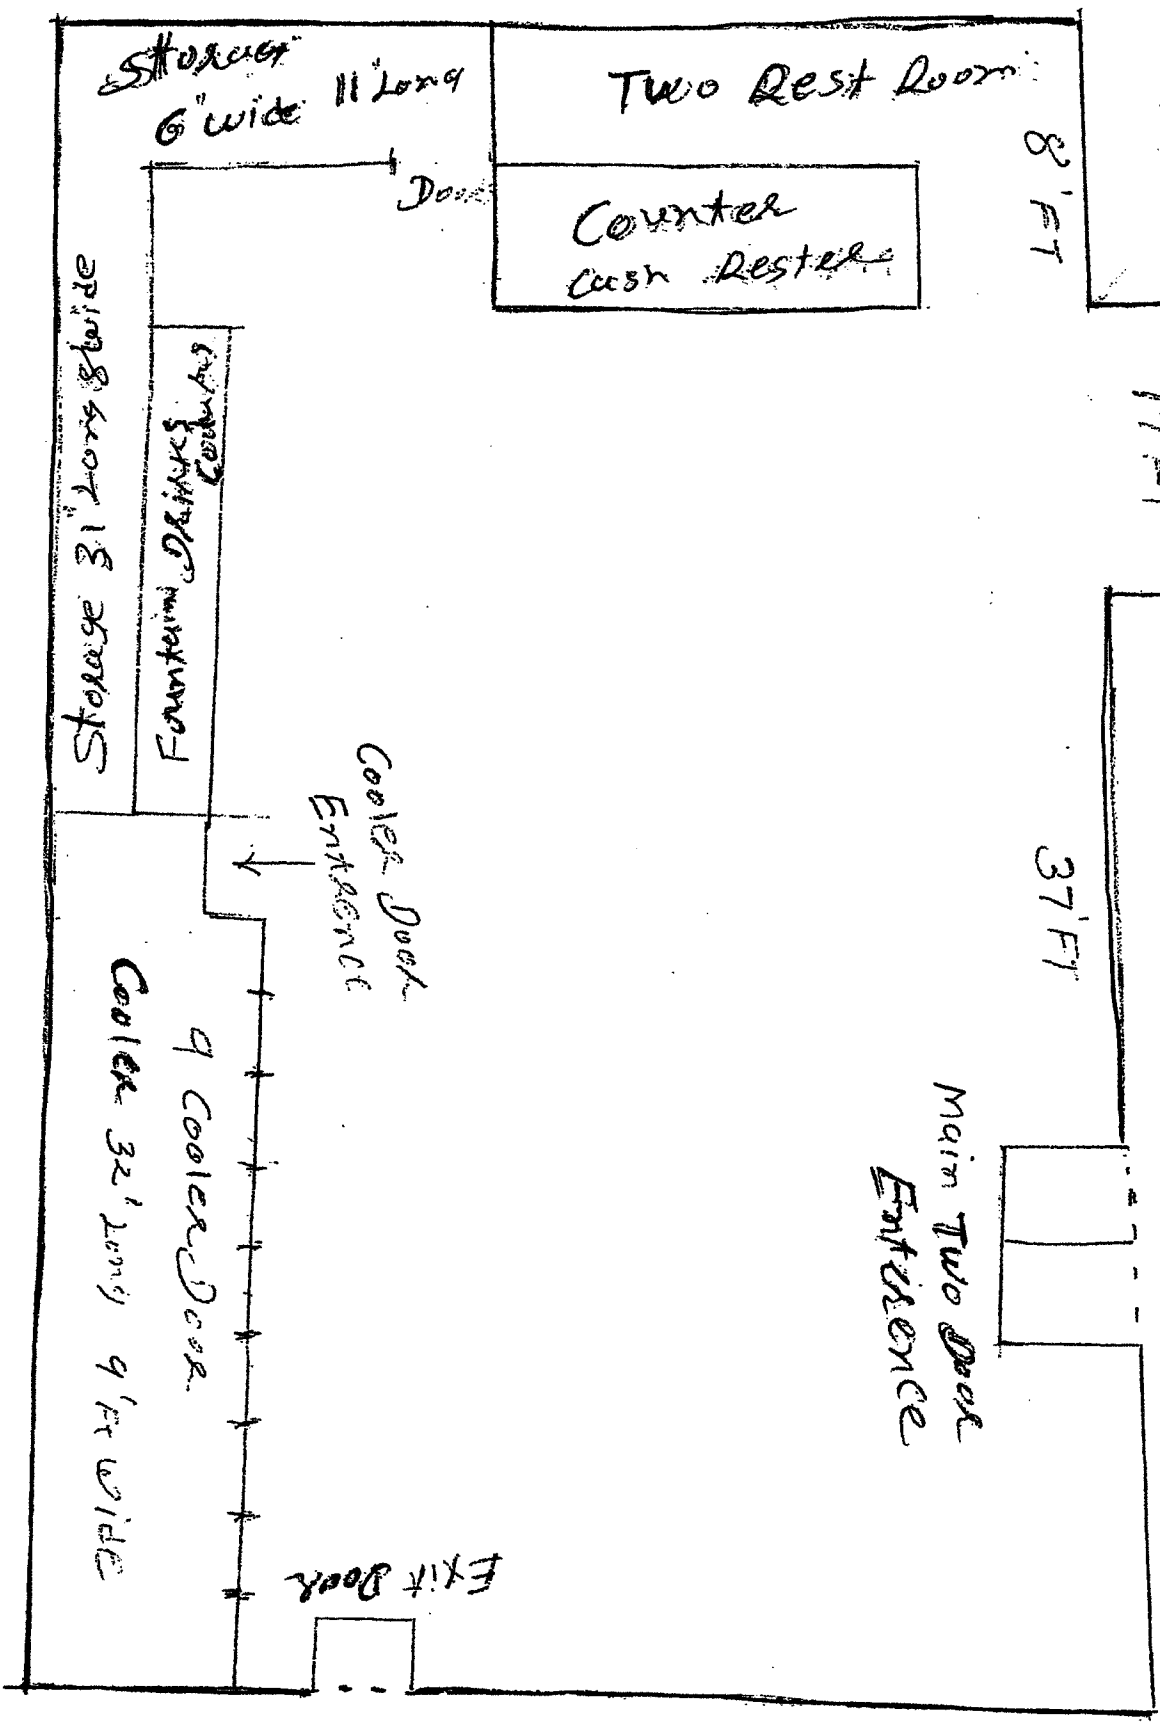 Storage
6" wide 11" Long
Two Rest Room
8' FT
Door
Counter
Cash Rester
Storage 31" Long 8" wide
Fountain Drinks
Counter
Cooler Door
Entrence
37' FT
9 Cooler Door
Cooler 32' Long 9' Ft wide
Main Two Door
Entrence
Exit Door